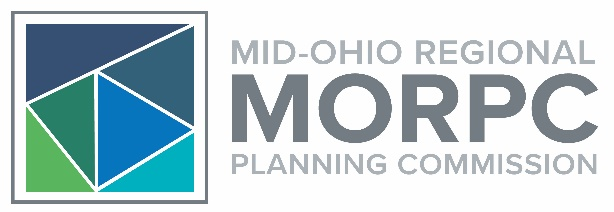 MID-OHIO REGIONAL
MORPC
PLANNING COMMISSION